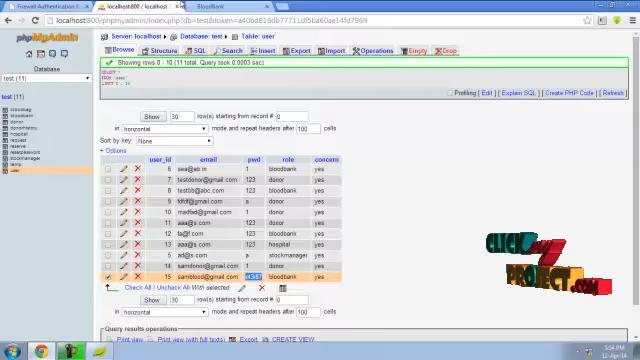 Firewall Authentication
localhost:800 / localhost /
BloodBank
localhost:800/phpmyadmin/index.php?db=test&token=a40bd816db2177711df5ba60ae14fd7969
phpMyAdmin
Server: localhost Database: test Table: user
Browse Structure SQL Search Insert Export Import Operations Empty Drop
Showing rows 0 - 10 (11 total, Query took 0.0003 sec)
SELECT *
FROM `user`
LIMIT 0 , 30
Profiling [ Edit ] [ Explain SQL ] [ Create PHP Code ] [ Refresh ]
Database
test (11)
test (11)
bloodbag
bloodbank
donor
donorhistory
hospital
request
reserve
resetpassword
stockmanager
temp
user
Show 30 row(s) starting from record # 0
in horizontal mode and repeat headers after 100 cells
Sort by key: None
+ Options
user_id email pwd role concern
6 sea@ab.in 1 bloodbank yes
7 testdonor@gmail.com 123 donor yes
8 testbb@abc.com 123 bloodbank yes
9 fdfdf@gmail.com a donor yes
10 madfad@gmail.com 1 donor yes
11 aaa@s.com 123 donor yes
12 fa@f.com 123 donor yes
13 aaa@s.com 123 hospital yes
5 ad@s.com a stockmanager yes
14 samdonor@gmail.com 1 donor yes
15 samblood@gmail.com bloodbank yes
Check All / Uncheck All With selected:
Show 30 row(s) starting from record # 0
in horizontal mode and repeat headers after 100 cells
Query results operations
Print view Print view (with full texts) Export CREATE VIEW
CLICK
MY
PROJECT.COM
5:54 PM
12-Apr-14